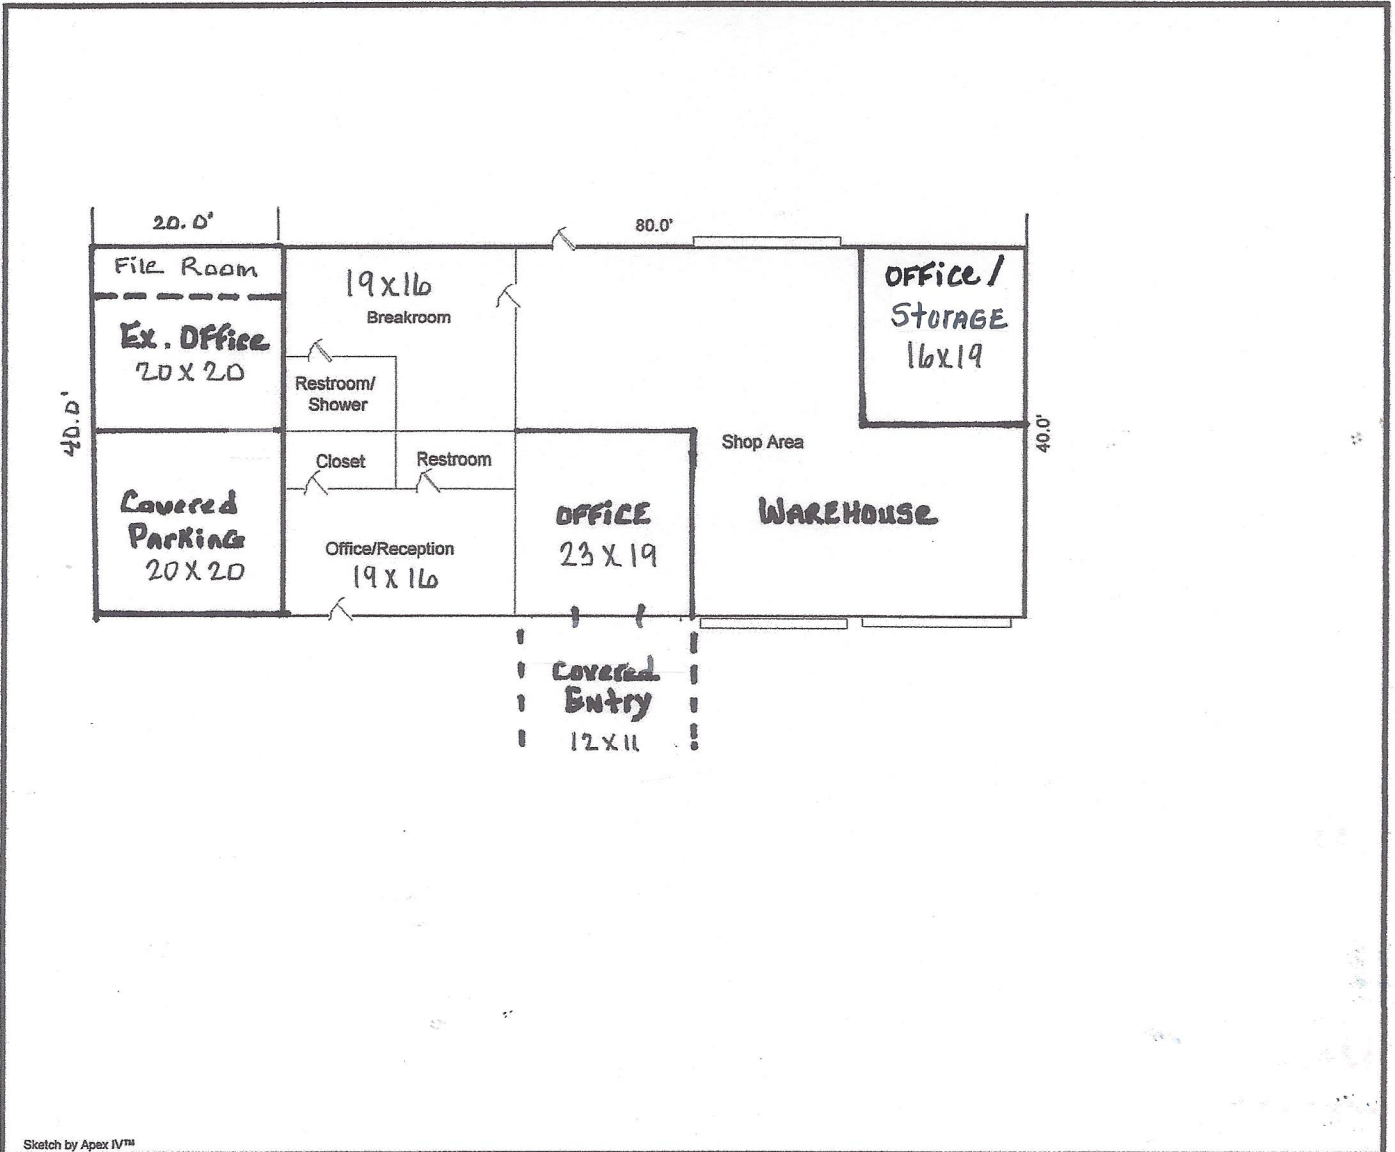 20.0'
80.0'
File Room
19X16
Breakroom
OFFice /
StorAGE
16X19
Ex. OFFice
20X20
Restroom/
Shower
40.0'
40.0'
Shop Area
Closet
Restroom
Covered
ParKinG
20X20
OFFiCE
23X19
WAREHOUSE
Office/Reception
19X16
Covered
Entry
12X11
Sketch by Apex IV™